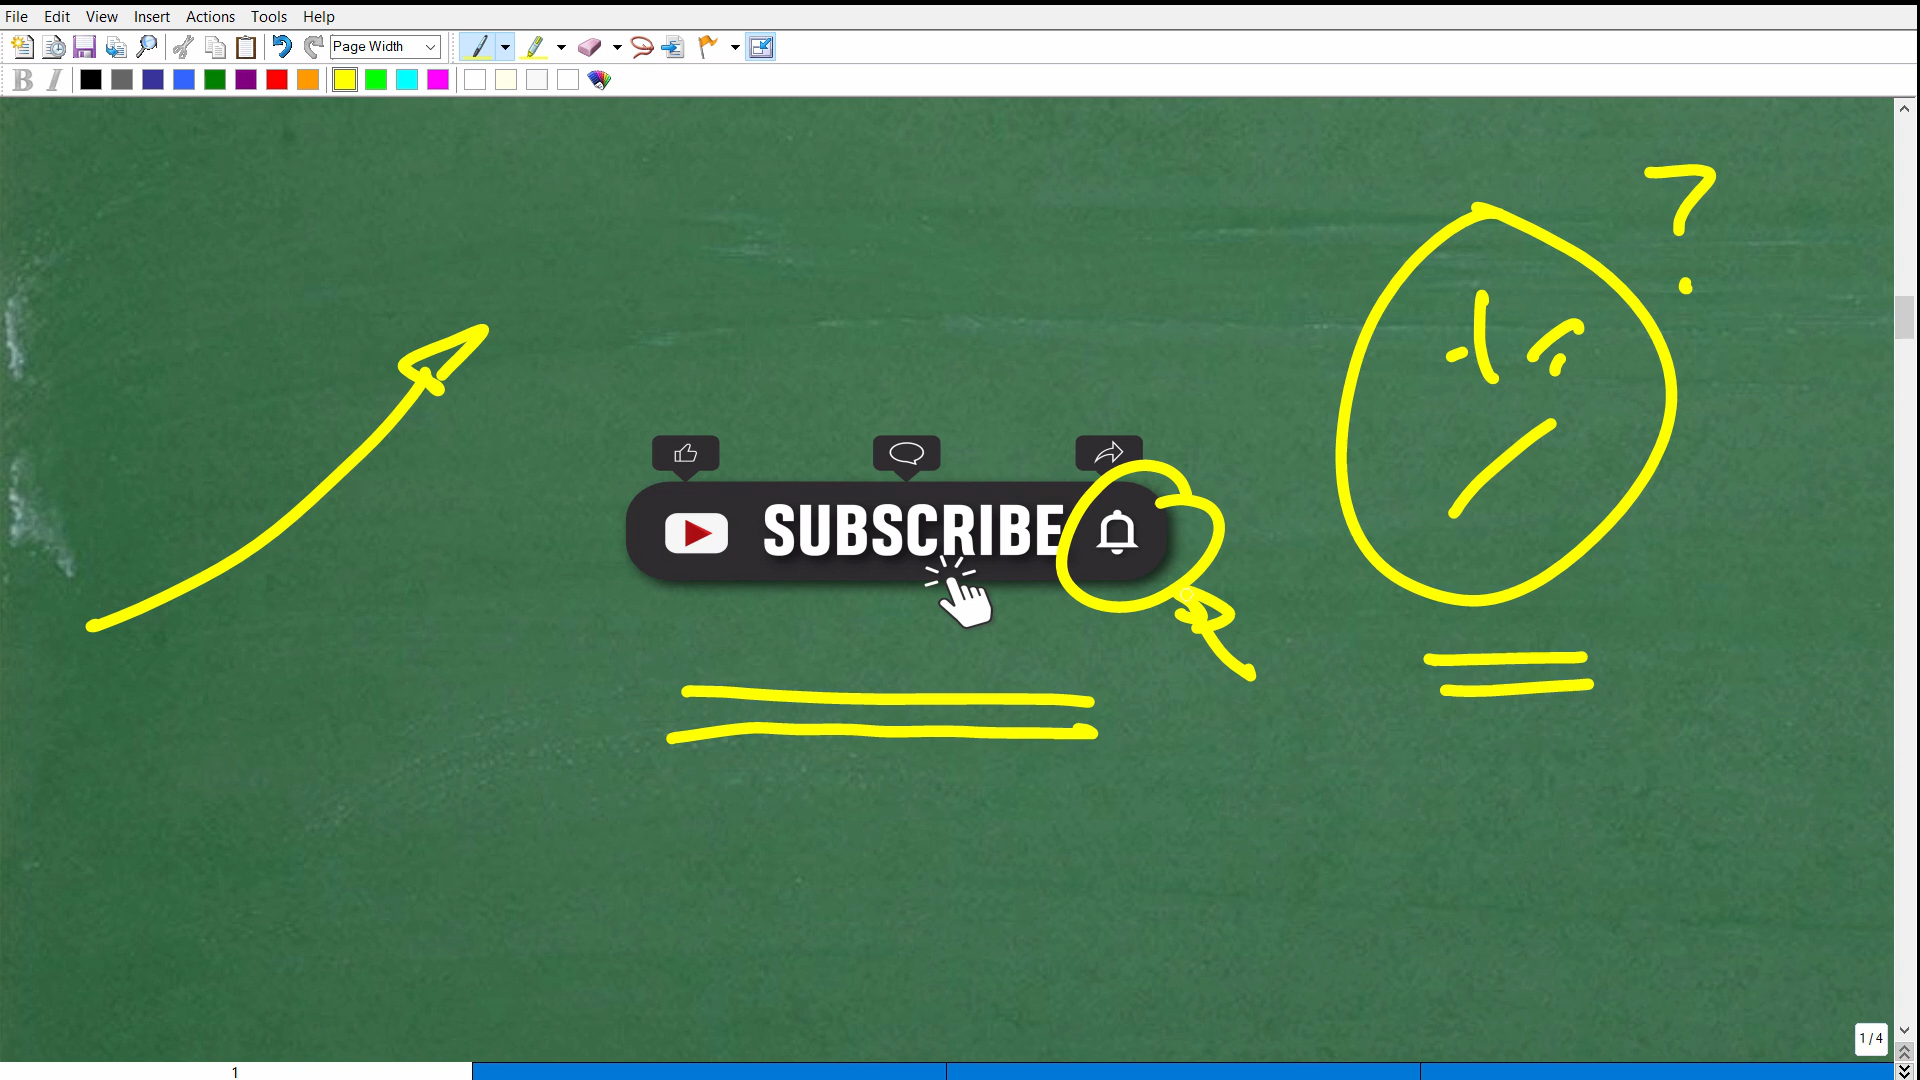 File Edit View Insert Actions Tools Help
Page Width
B I
?
SUBSCRIBE
1 / 4
1